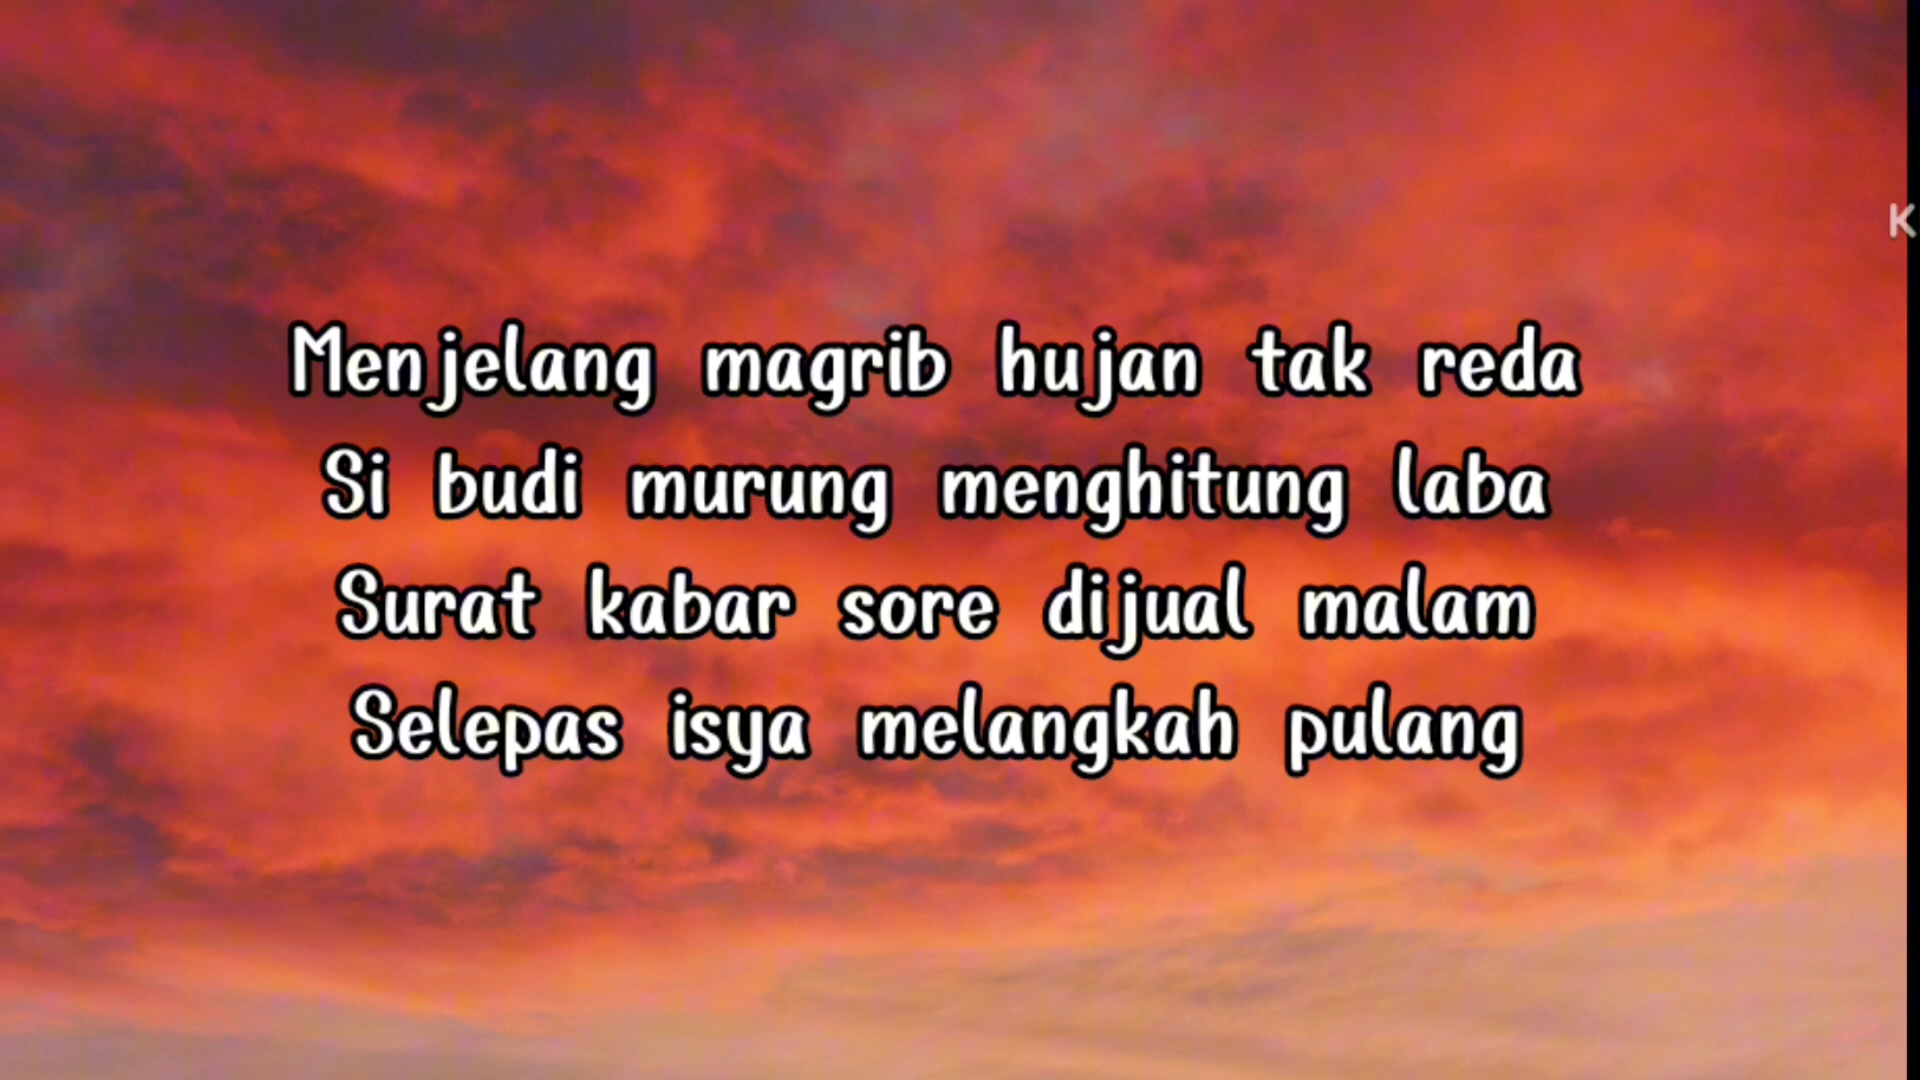 Menjelang magrib hujan tak reda
Si budi murung menghitung laba
Surat kabar sore dijual malam
Selepas isya melangkah pulang
K